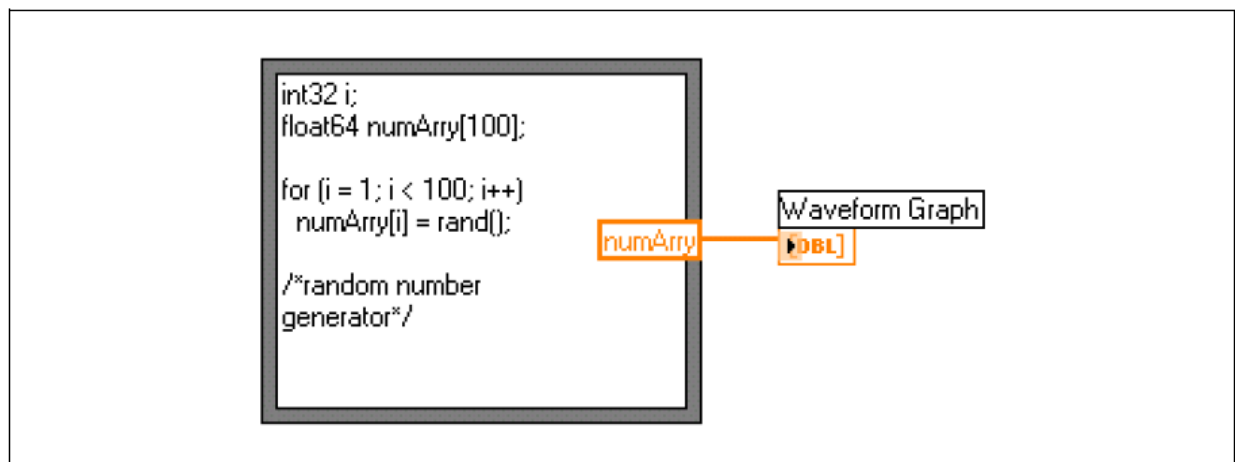 int32 i;
float64 numArry[100];
for (i = 1; i < 100; i++)
numArry[i] = rand();
/*random number
generator*/
numArry
Waveform Graph
DBL]